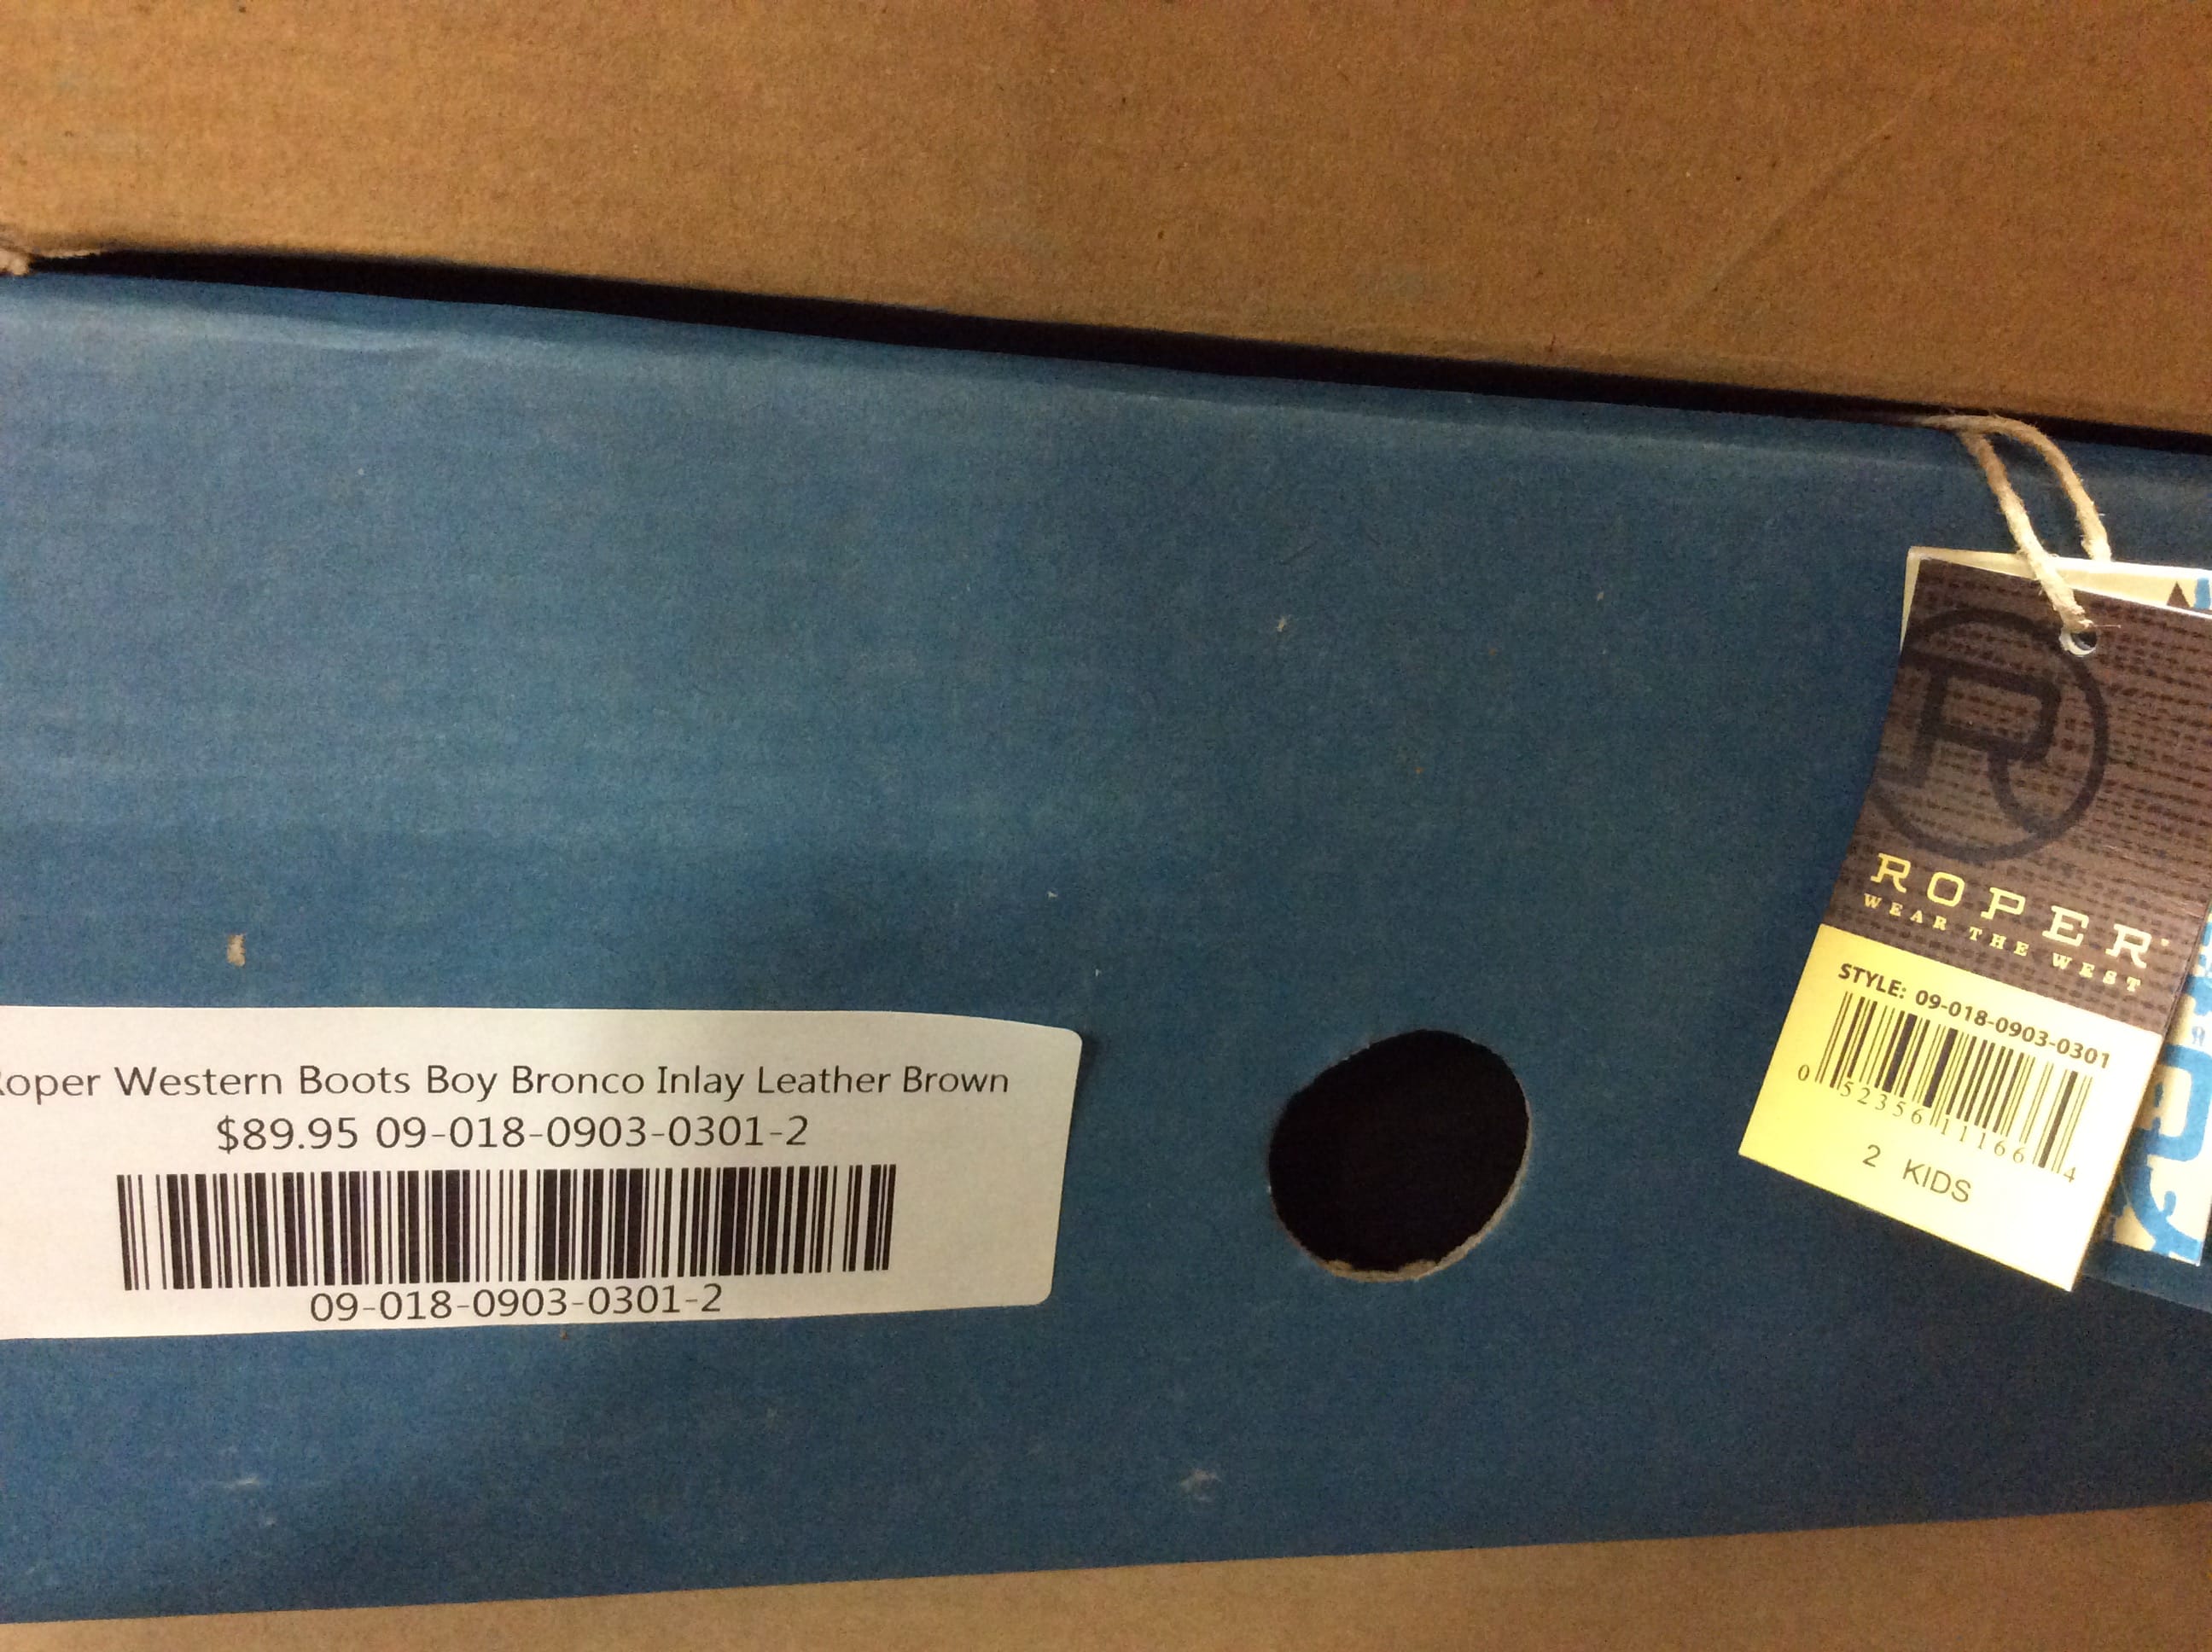 oper Western Boots Boy Bronco Inlay Leather Brown
$89.95 09-018-0903-0301-2
09-018-0903-0301-2
R
ROPER
WEAR THE WEST
STYLE: 09-018-0903-0301
0 52356 11166 4
2 KIDS